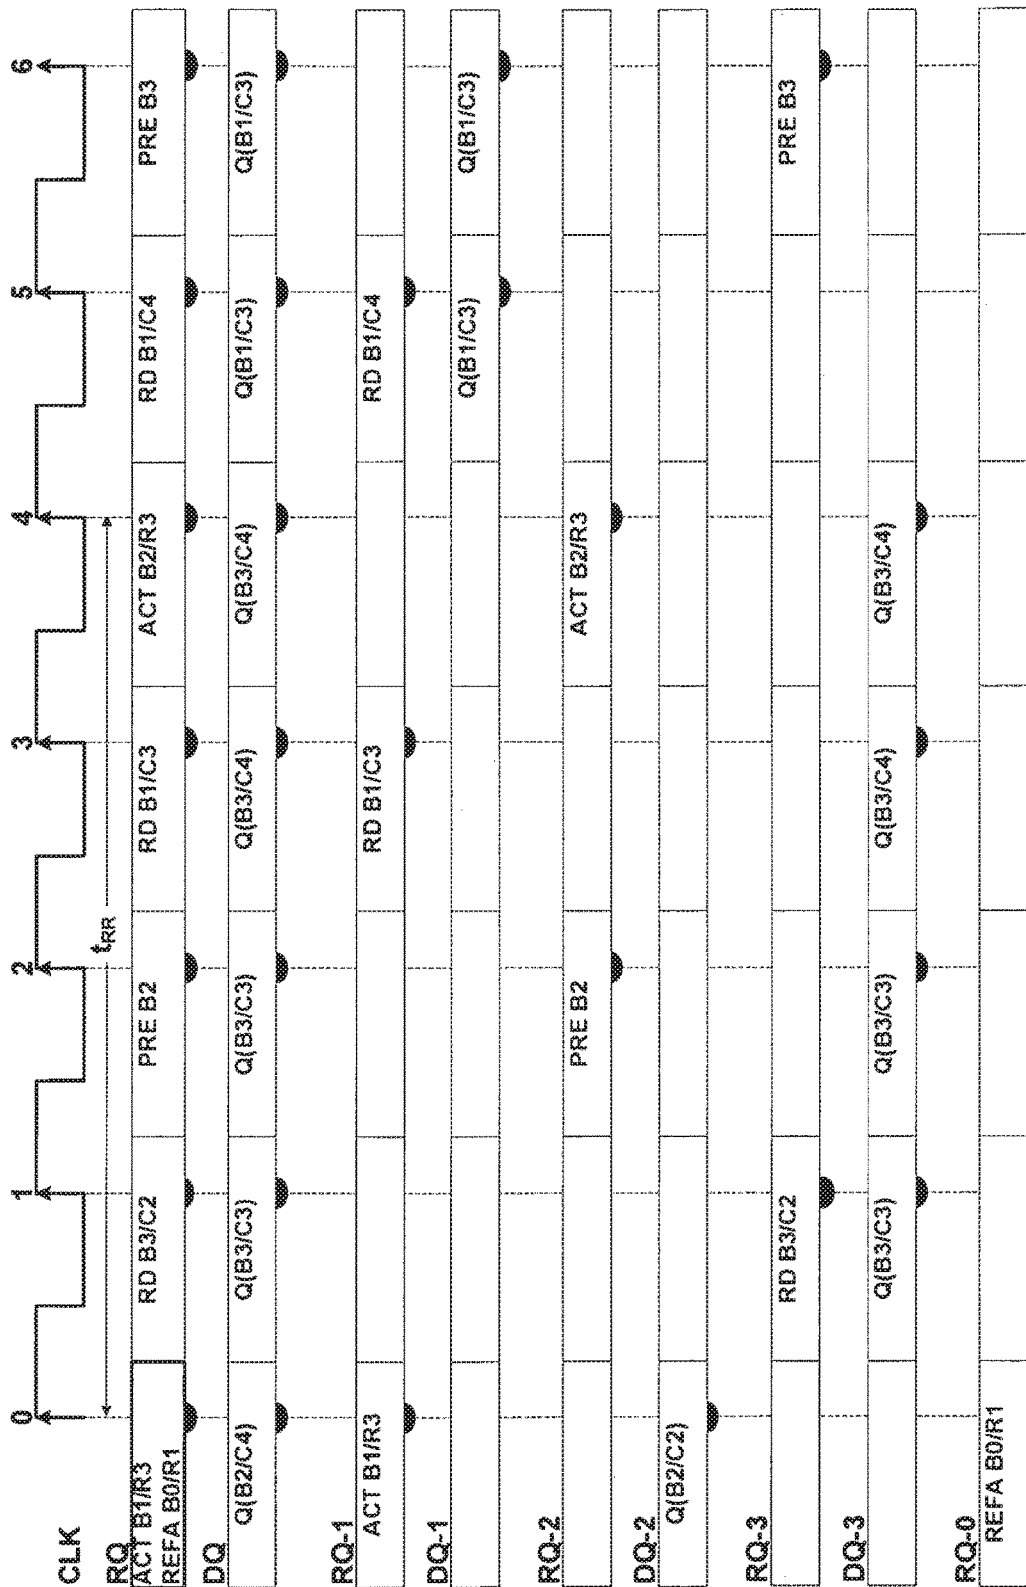 CLK 0 1 2 3 4 5 6
tRR
RQ
ACT B1/R3 RD B3/C2 PRE B2 RD B1/C3 ACT B2/R3 RD B1/C4 PRE B3
REFA B0/R1
DQ
Q(B2/C4) Q(B3/C3) Q(B3/C3) Q(B3/C4) Q(B3/C4) Q(B1/C3) Q(B1/C3)
RQ-1
ACT B1/R3 RD B1/C3 RD B1/C4
DQ-1
Q(B1/C3) Q(B1/C3)
RQ-2
PRE B2 ACT B2/R3
DQ-2
Q(B2/C2)
RQ-3
RD B3/C2 PRE B3
DQ-3
Q(B3/C3) Q(B3/C3) Q(B3/C4) Q(B3/C4)
RQ-0
REFA B0/R1